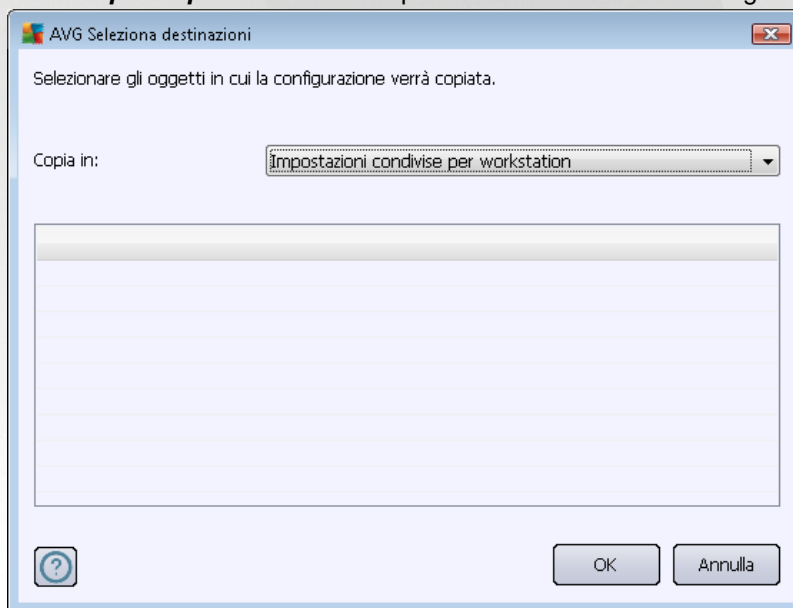 AVG Seleziona destinazioni
Selezionare gli oggetti in cui la configurazione verrà copiata.
Copia in:
Impostazioni condivise per workstation
OK
Annulla